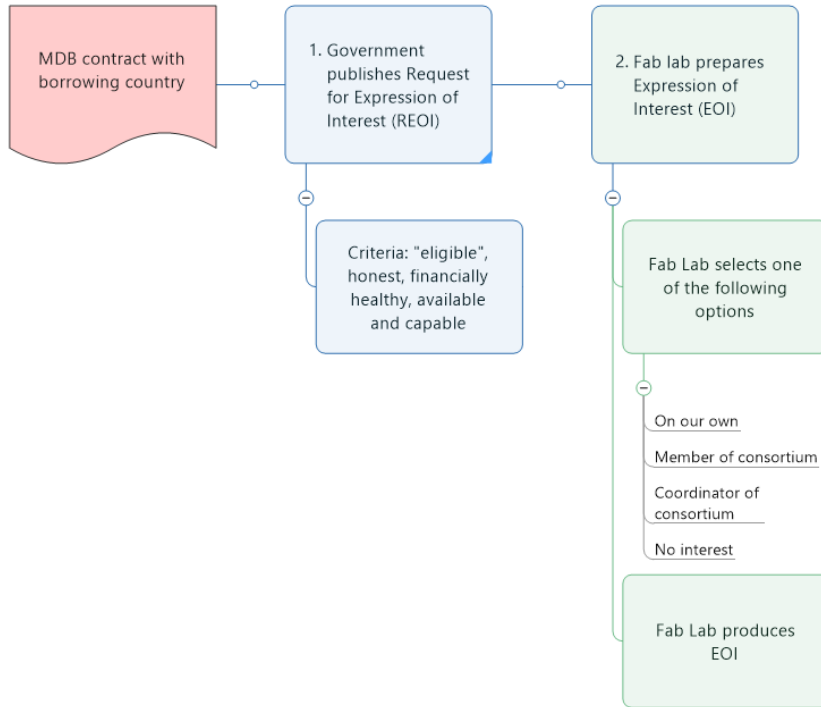 MDB contract with
borrowing country
1. Government
publishes Request
for Expression of
Interest (REOI)
2. Fab lab prepares
Expression of
Interest (EOI)
Criteria: "eligible",
honest, financially
healthy, available
and capable
Fab Lab selects one
of the following
options
On our own
Member of consortium
Coordinator of
consortium
No interest
Fab Lab produces
EOI